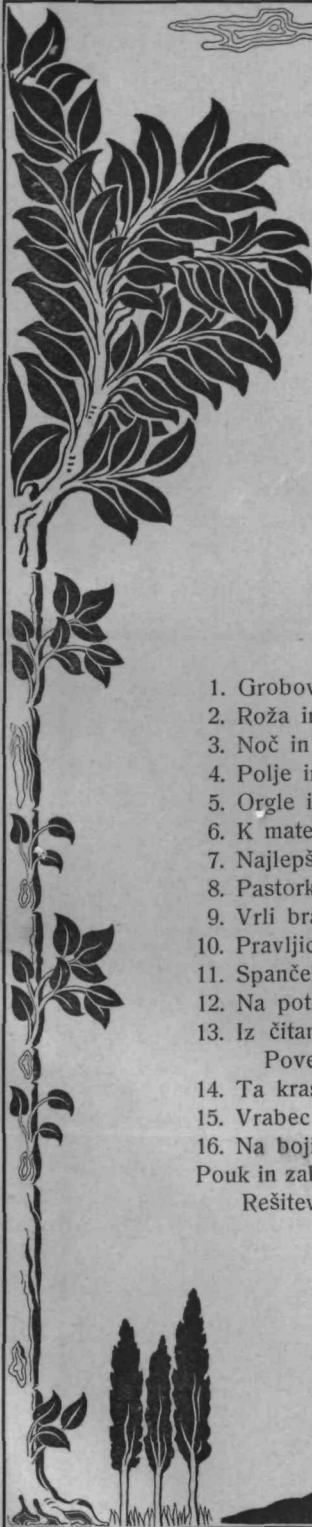 1. Grobov
2. Roža in
3. Noč in
4. Polje in
5. Orgle i
6. K mate
7. Najlepš
8. Pastork
9. Vrli bra
10. Pravljic
11. Spanče
12. Na pot
13. Iz čitan
Pove
14. Ta kras
15. Vrabec
16. Na boji
Pouk in zab
Rešitev